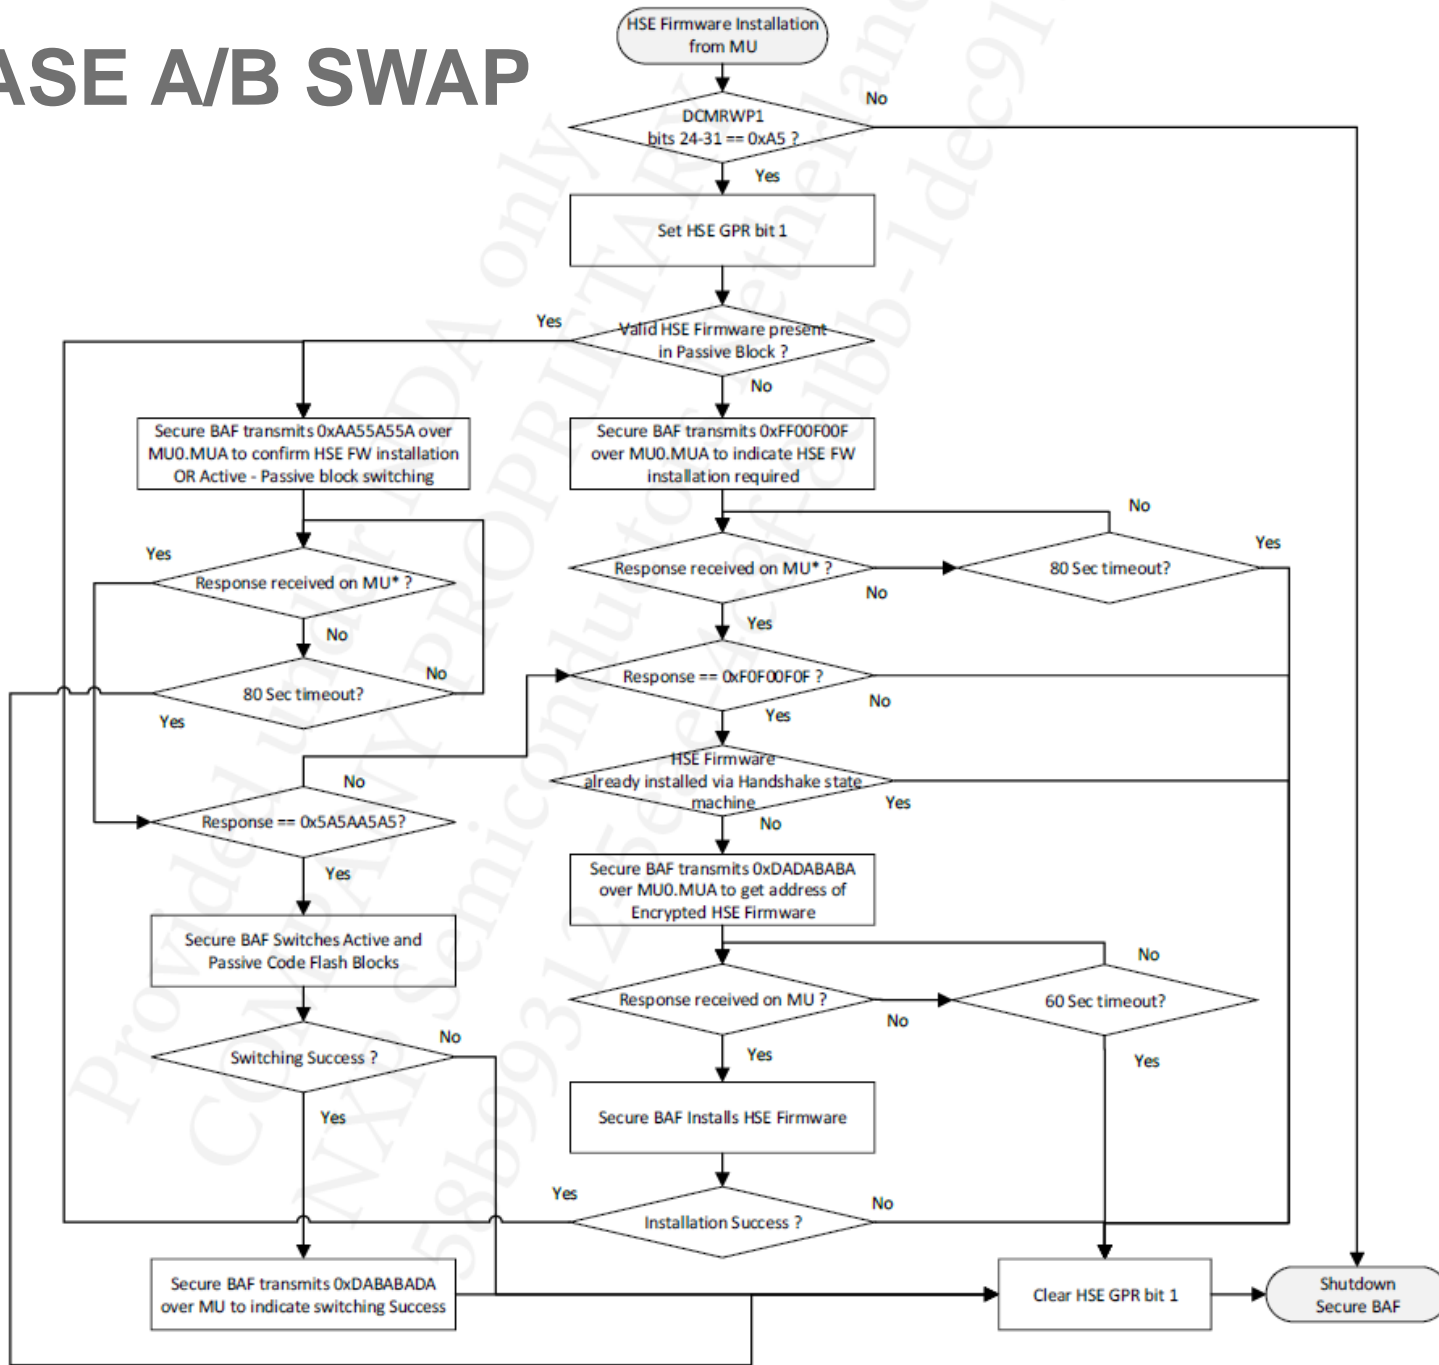 ASE A/B SWAP
HSE Firmware Installation
from MU
DCMRWP1
bits 24-31 == 0xA5 ?
No
Yes
Set HSE GPR bit 1
Valid HSE Firmware present
in Passive Block ?
Yes
No
Secure BAF transmits 0xAA55A55A over
MU0.MUA to confirm HSE FW installation
OR Active - Passive block switching
Secure BAF transmits 0xFF00F00F
over MU0.MUA to indicate HSE FW
installation required
Response received on MU* ?
Yes
No
80 Sec timeout?
No
Yes
Response received on MU* ?
No
Yes
80 Sec timeout?
No
Yes
Response == 0xF0F00F0F ?
No
Yes
HSE Firmware
already installed via Handshake state
machine
Yes
No
Response == 0x5A5AA5A5?
No
Yes
Secure BAF transmits 0xDADABABA
over MU0.MUA to get address of
Encrypted HSE Firmware
Secure BAF Switches Active and
Passive Code Flash Blocks
Response received on MU ?
No
Yes
60 Sec timeout?
No
Yes
Switching Success ?
No
Yes
Secure BAF Installs HSE Firmware
Installation Success ?
Yes
No
Secure BAF transmits 0xDABABADA
over MU to indicate switching Success
Clear HSE GPR bit 1
Shutdown
Secure BAF
Provided under NDA only
COMPANY PROPRIETARY